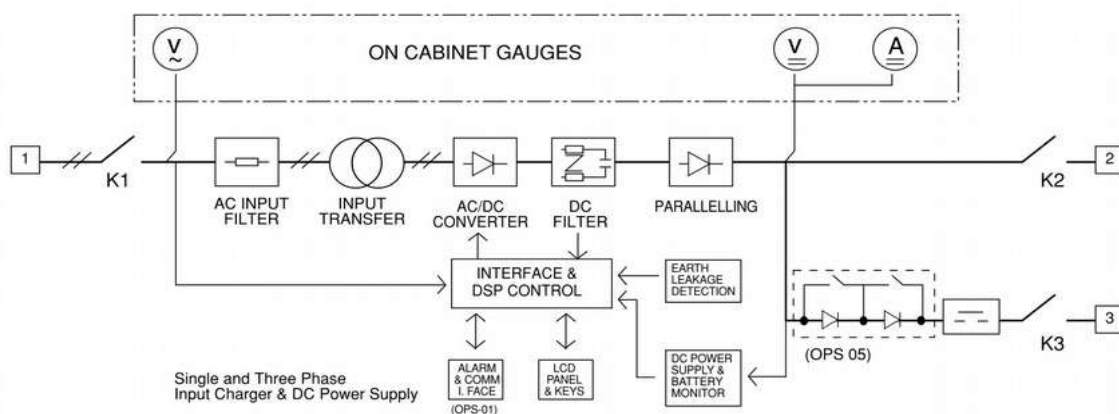 V
~
ON CABINET GAUGES
V
A
1
K1
AC INPUT
FILTER
INPUT
TRANSFER
AC/DC
CONVERTER
DC
FILTER
PARALLELLING
K2
2
INTERFACE &
DSP CONTROL
EARTH
LEAKAGE
DETECTION
(OPS 05)
K3
3
ALARM
& COMM
I. FACE
(OPS-01)
LCD
PANEL
& KEYS
DC POWER
SUPPLY &
BATTERY
MONITOR
Single and Three Phase
Input Charger & DC Power Supply